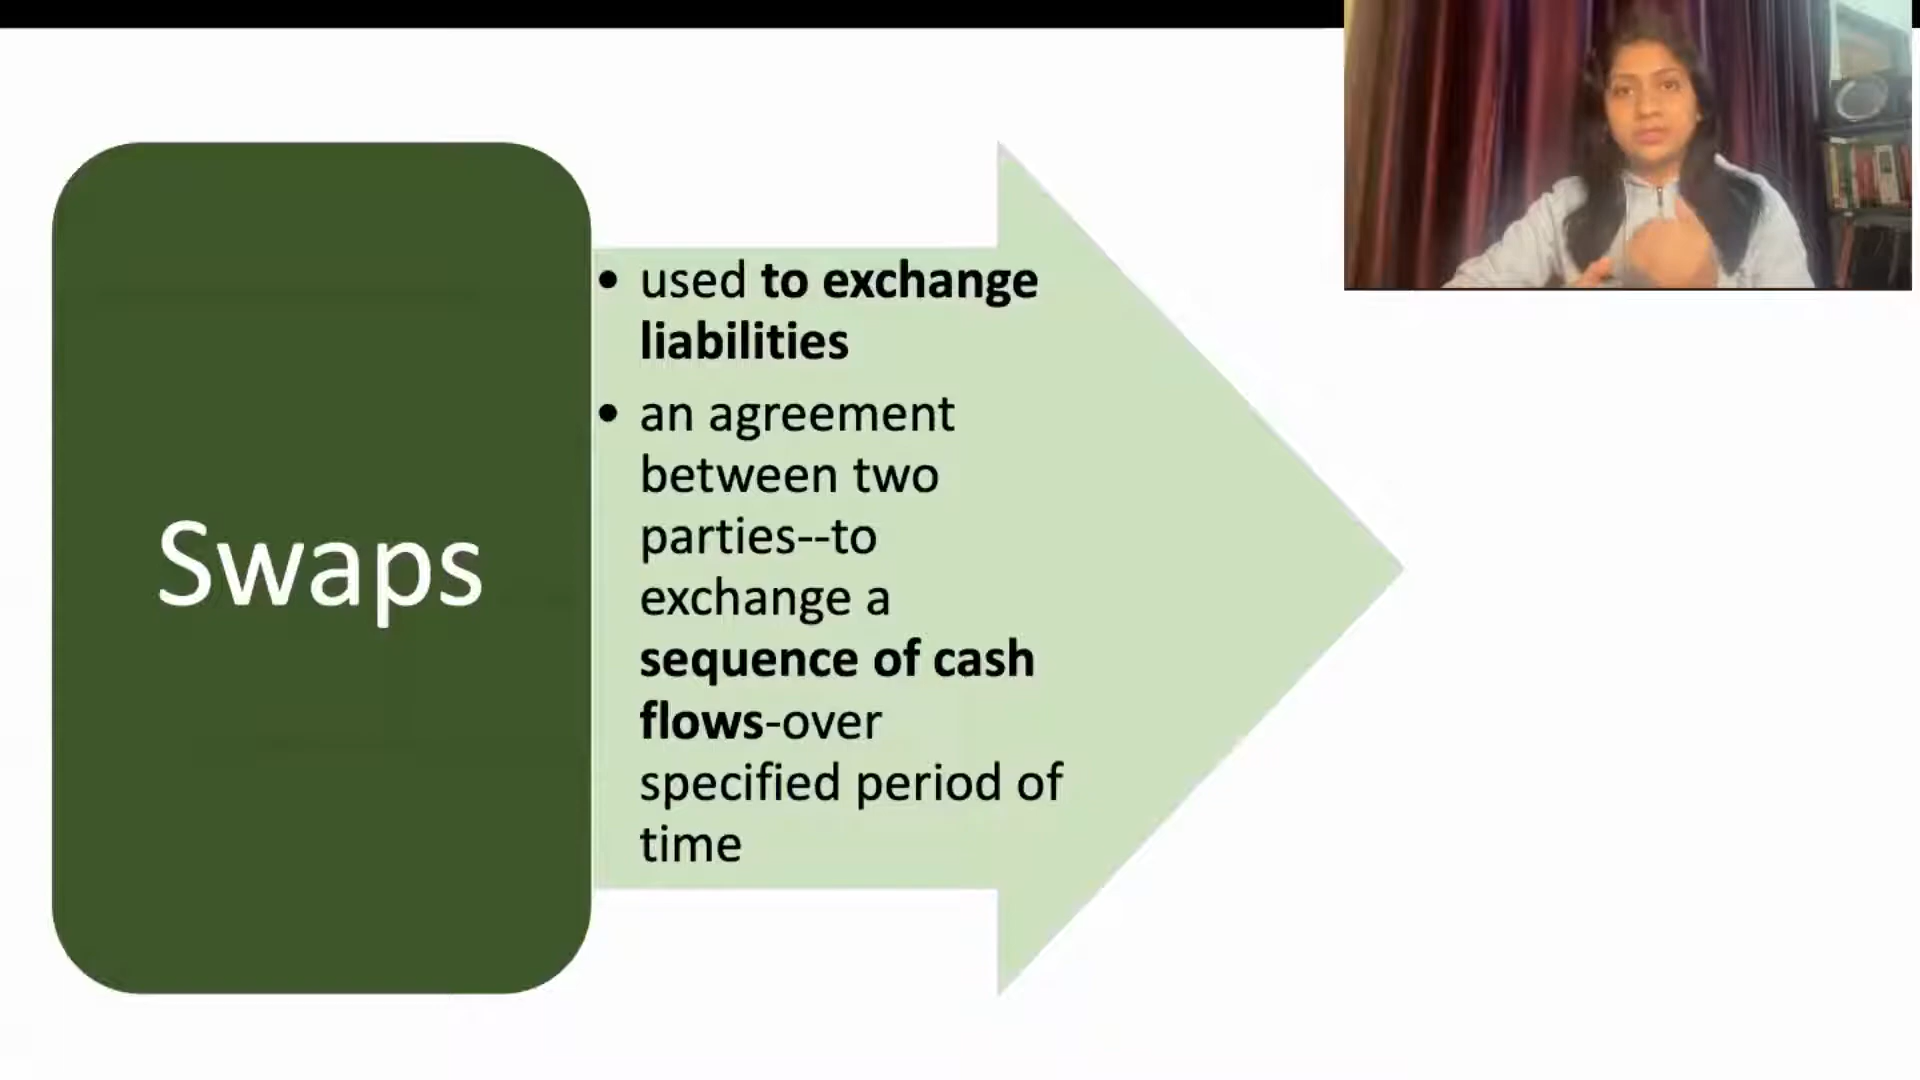 Swaps
• used to exchange
liabilities
• an agreement
between two
parties--to
exchange a
sequence of cash
flows-over
specified period of
time